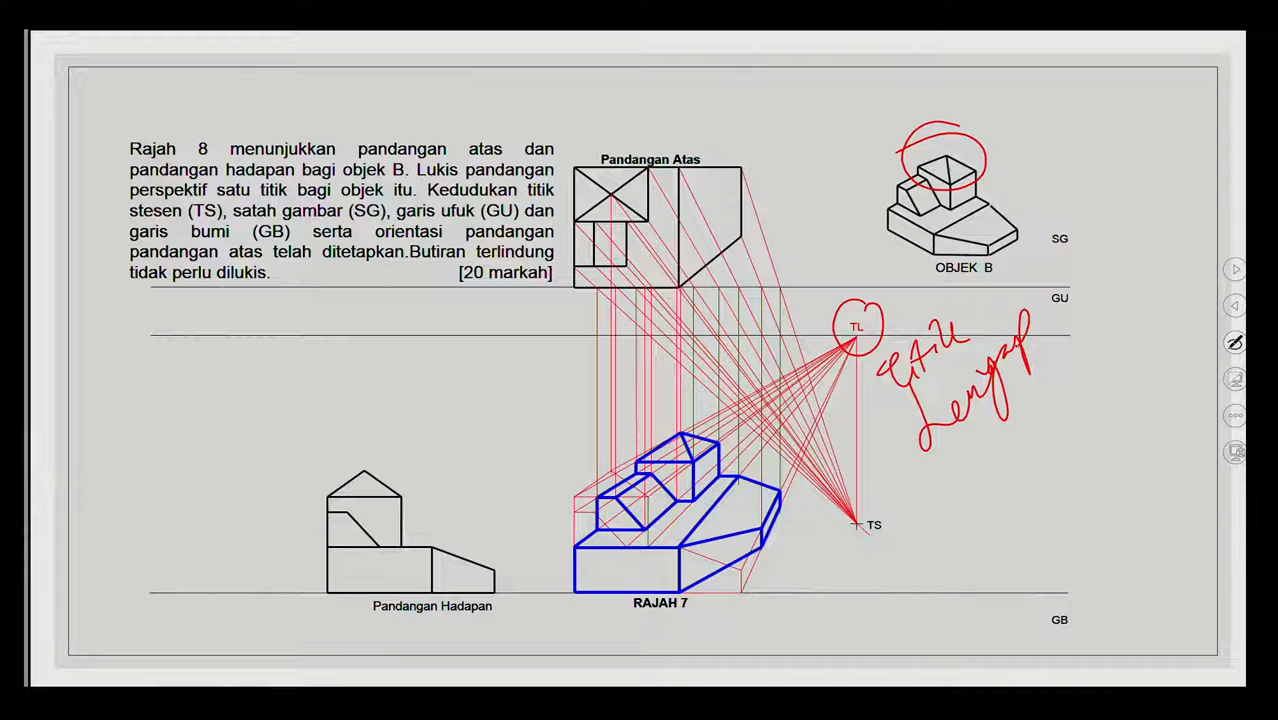 Rajah 8 menunjukkan pandangan atas dan
pandangan hadapan bagi objek B. Lukis pandangan
perspektif satu titik bagi objek itu. Kedudukan titik
stesen (TS), satah gambar (SG), garis ufuk (GU) dan
garis bumi (GB) serta orientasi pandangan
pandangan atas telah ditetapkan.Butiran terlindung
tidak perlu dilukis. [20 markah]
Pandangan Atas
OBJEK B
SG
GU
TL
Titik
Lenyap
TS
Pandangan Hadapan
RAJAH 7
GB